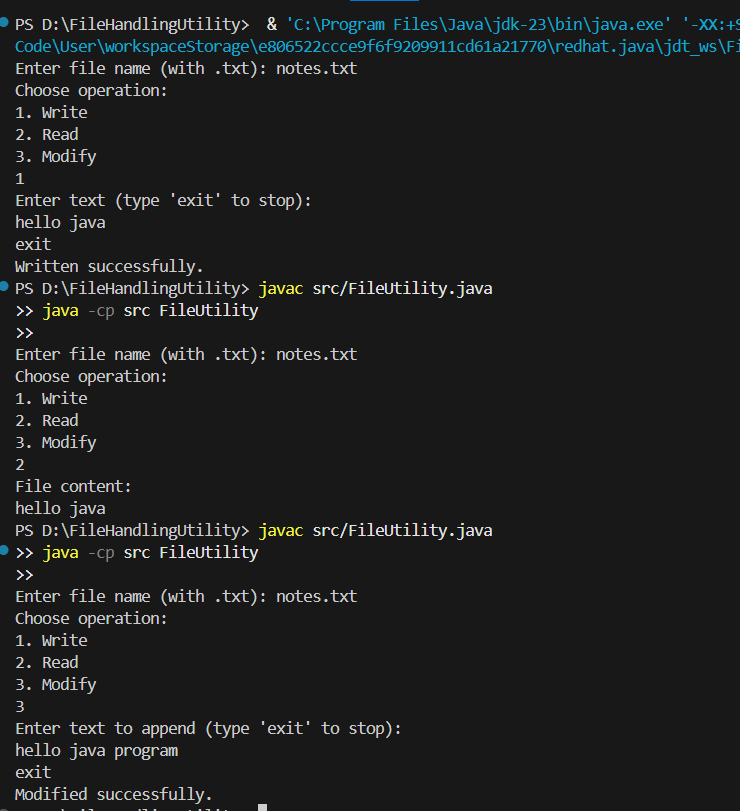 PS D:\FileHandlingUtility>  & 'C:\Program Files\Java\jdk-23\bin\java.exe' '-XX:+S
Code\User\workspaceStorage\e806522ccce9f6f9209911cd61a21770\redhat.java\jdt_ws\Fi
Enter file name (with .txt): notes.txt
Choose operation:
1. Write
2. Read
3. Modify
1
Enter text (type 'exit' to stop):
hello java
exit
Written successfully.
PS D:\FileHandlingUtility> javac src/FileUtility.java
>> java -cp src FileUtility
>>
Enter file name (with .txt): notes.txt
Choose operation:
1. Write
2. Read
3. Modify
2
File content:
hello java
PS D:\FileHandlingUtility> javac src/FileUtility.java
>> java -cp src FileUtility
>>
Enter file name (with .txt): notes.txt
Choose operation:
1. Write
2. Read
3. Modify
3
Enter text to append (type 'exit' to stop):
hello java program
exit
Modified successfully.